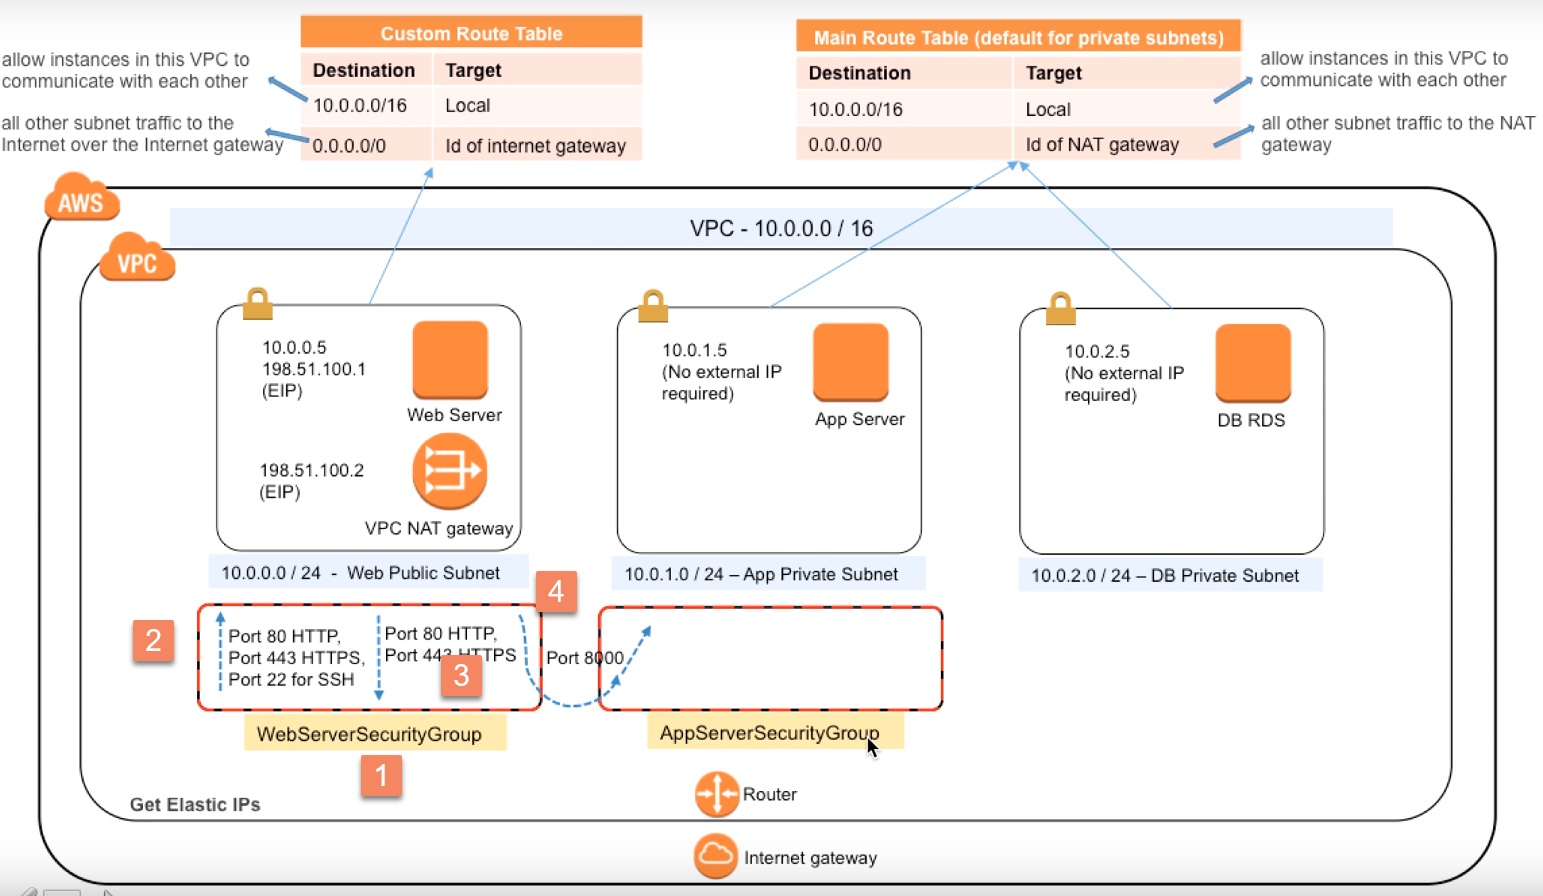 Custom Route Table
Destination Target
10.0.0.0/16 Local
0.0.0.0/0 Id of internet gateway
allow instances in this VPC to
communicate with each other
all other subnet traffic to the
Internet over the Internet gateway
Main Route Table (default for private subnets)
Destination Target
10.0.0.0/16 Local
0.0.0.0/0 Id of NAT gateway
allow instances in this VPC to
communicate with each other
all other subnet traffic to the NAT
gateway
AWS
VPC - 10.0.0.0 / 16
VPC
10.0.0.5
198.51.100.1
(EIP)
Web Server
198.51.100.2
(EIP)
VPC NAT gateway
10.0.0.0 / 24 - Web Public Subnet
10.0.1.5
(No external IP
required)
App Server
10.0.1.0 / 24 – App Private Subnet
10.0.2.5
(No external IP
required)
DB RDS
10.0.2.0 / 24 – DB Private Subnet
2
Port 80 HTTP,
Port 443 HTTPS,
Port 22 for SSH
Port 80 HTTP,
Port 443 HTTPS
3
4
Port 8000
WebServerSecurityGroup
1
AppServerSecurityGroup
Get Elastic IPs
Router
Internet gateway